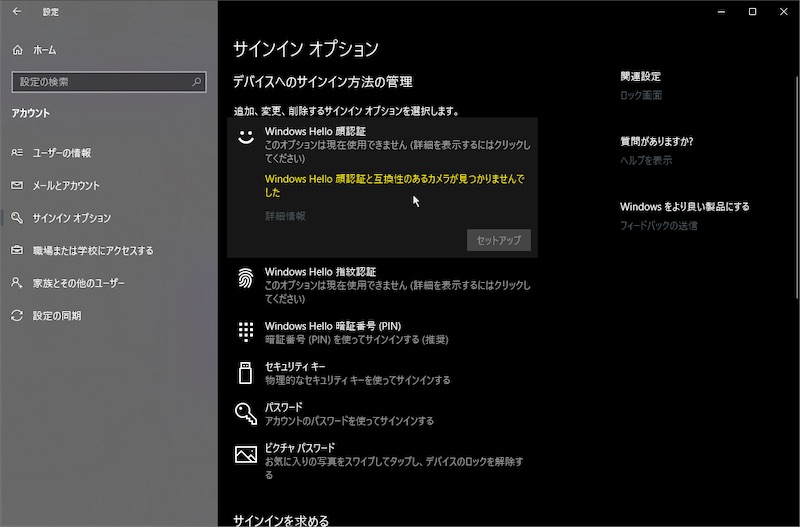 設定
ホーム
設定の検索
アカウント
ユーザーの情報
メールとアカウント
サインイン オプション
職場または学校にアクセスする
家族とその他のユーザー
設定の同期
サインイン オプション
デバイスへのサインイン方法の管理
追加、変更、削除するサインイン オプションを選択します。
Windows Hello 顔認証
このオプションは現在使用できません (詳細を表示するにはクリックし
てください)
Windows Hello 顔認証と互換性のあるカメラが見つかりませんで
した
詳細情報
セットアップ
Windows Hello 指紋認証
このオプションは現在使用できません (詳細を表示するにはクリックし
てください)
Windows Hello 暗証番号 (PIN)
暗証番号 (PIN) を使ってサインインする (推奨)
セキュリティ キー
物理的なセキュリティ キーを使ってサインインする
パスワード
アカウントのパスワードを使ってサインインする
ピクチャ パスワード
お気に入りの写真をスワイプしてタップし、デバイスのロックを解除す
る
サインインを求める
関連設定
ロック画面
質問がありますか?
ヘルプを表示
Windows をより良い製品にする
フィードバックの送信